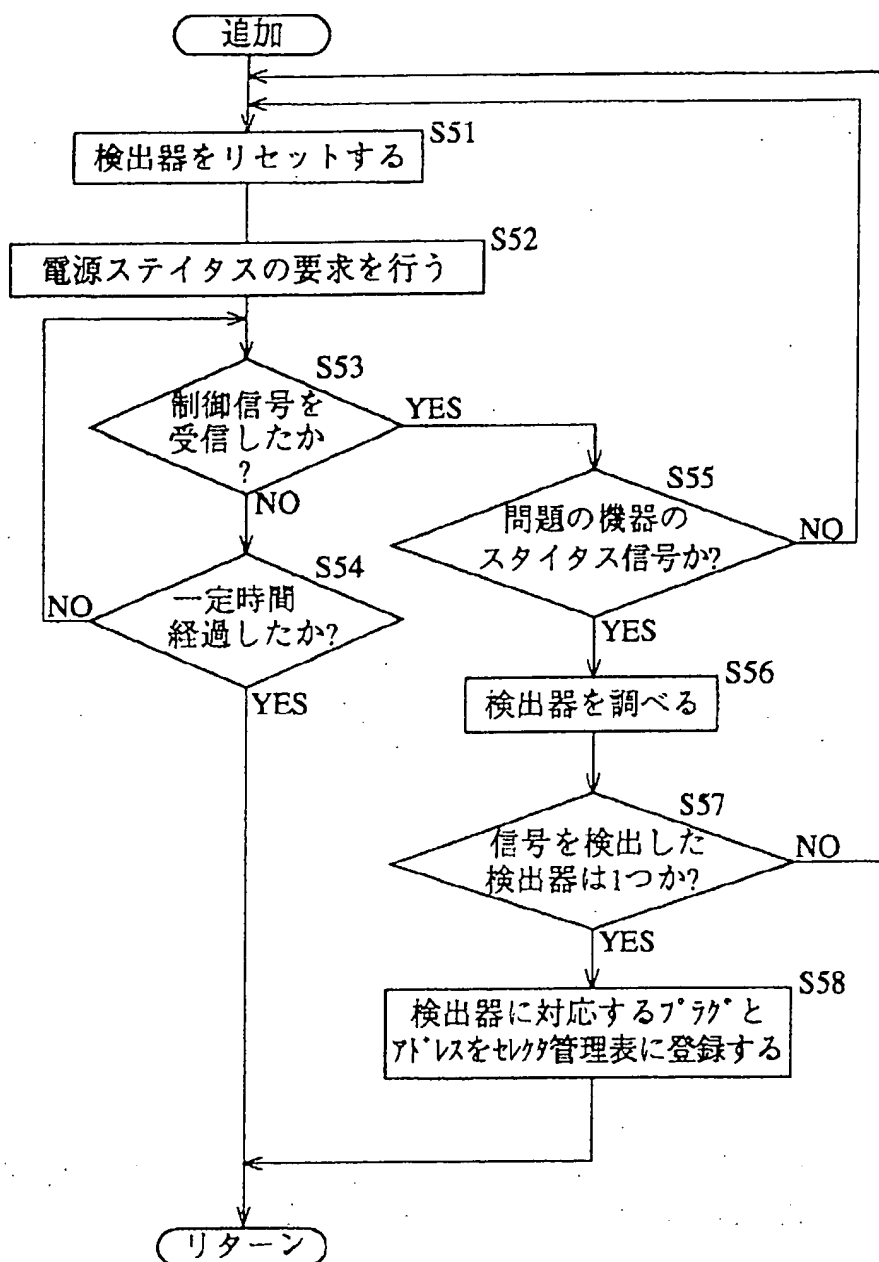 追加
S51
検出器をリセットする
S52
電源ステイタスの要求を行う
S53
制御信号を
受信したか
?
YES
NO
S54
一定時間
経過したか?
NO
YES
S55
問題の機器の
スタイタス信号か?
NO
YES
S56
検出器を調べる
S57
信号を検出した
検出器は1つか?
NO
YES
S58
検出器に対応するプラグと
アドレスをセレクタ管理表に登録する
リターン